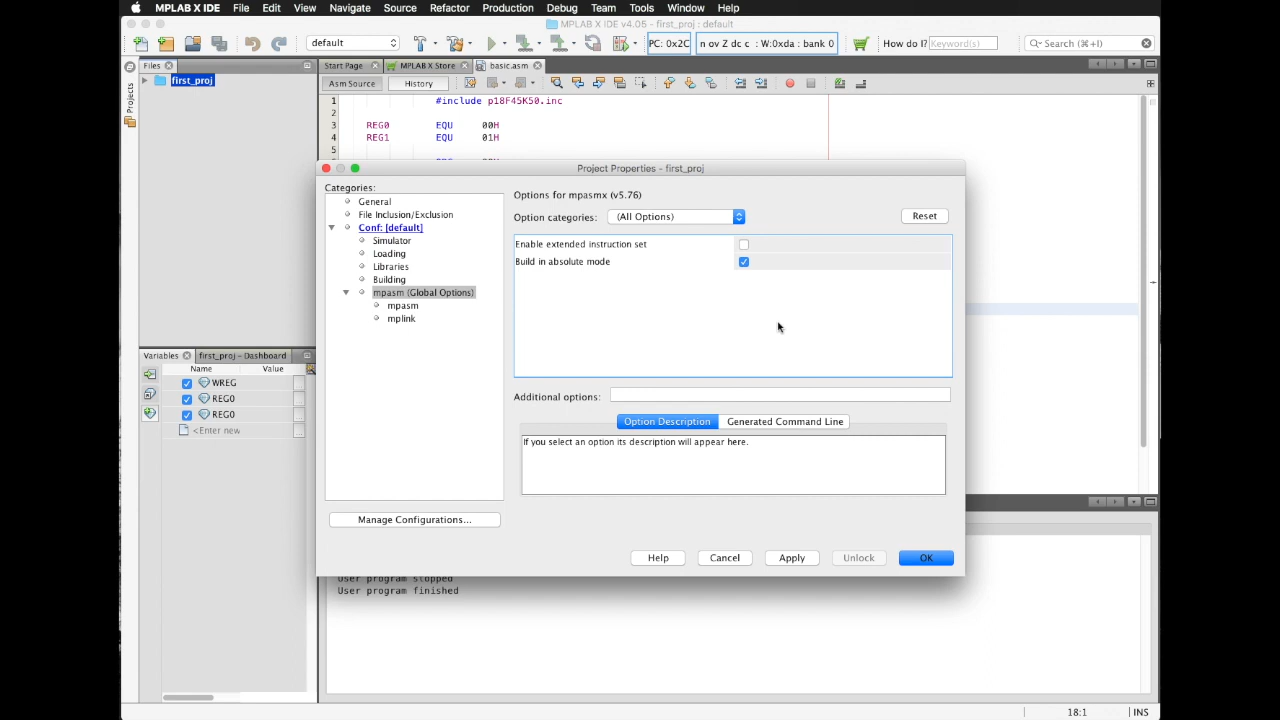 MPLAB X IDE File Edit View Navigate Source Refactor Production Debug Team Tools Window Help
MPLAB X IDE v4.05 - first_proj : default
default
PC: 0x2C
n ov Z dc c : W:0xda : bank 0
How do I?
(Keyword(s))
Search (⌘+I)
Files
Start Page
MPLAB X Store
basic.asm
first_proj
Asm Source
History
Projects
1 #include p18F45K50.inc
2
3 REG0 EQU 00H
4 REG1 EQU 01H
5
Project Properties - first_proj
Categories:
General
File Inclusion/Exclusion
Conf: [default]
Simulator
Loading
Libraries
Building
mpasm (Global Options)
mpasm
mplink
Manage Configurations...
Options for mpasmx (v5.76)
Option categories: (All Options)
Reset
Enable extended instruction set
Build in absolute mode
Additional options:
Option Description
Generated Command Line
If you select an option its description will appear here.
Help
Cancel
Apply
Unlock
OK
Variables
first_proj - Dashboard
Name Value
WREG
REG0
REG0
<Enter new
User program stopped
User program finished
18:1
INS